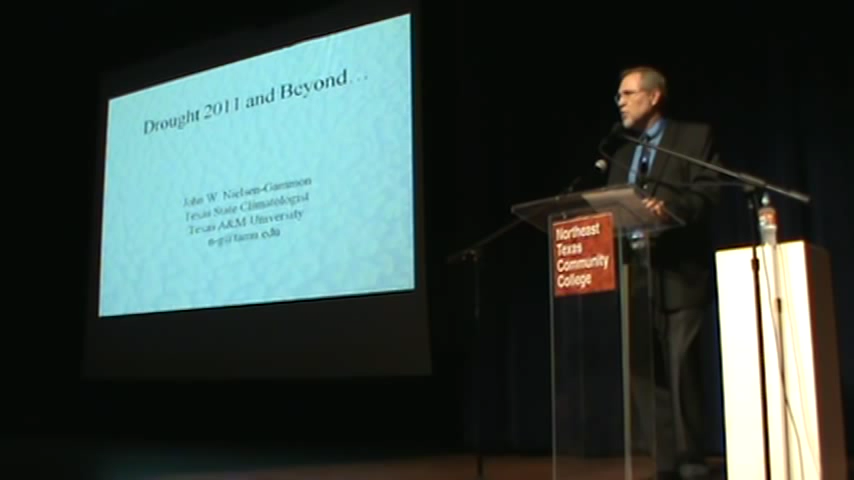 Drought 2011 and Beyond...
John W. Nielsen-Gammon
Texas State Climatologist
Texas A&M University
n-g@tamu.edu
Northeast
Texas
Community
College